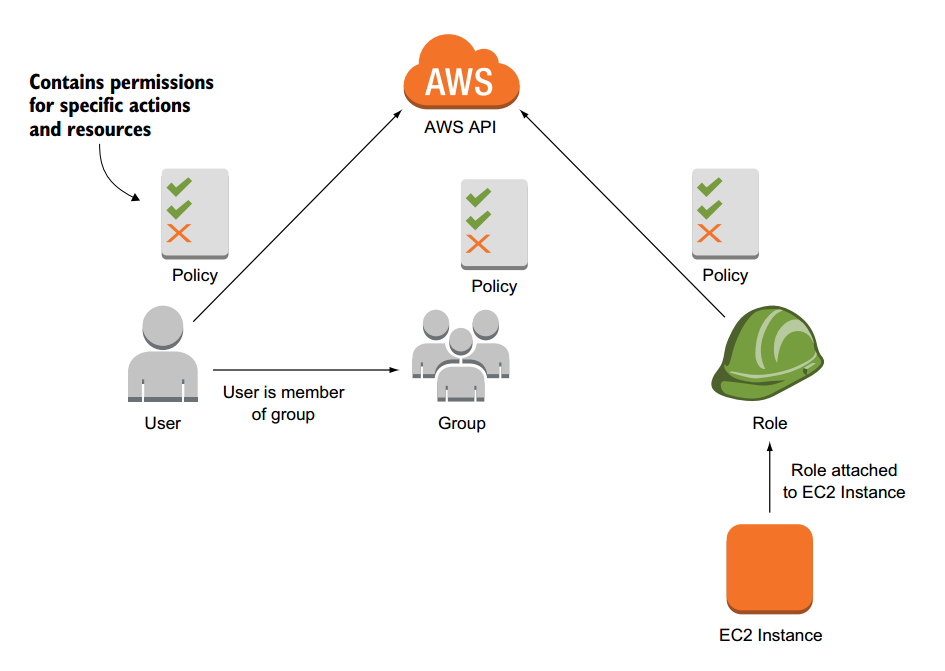 AWS
AWS API
Contains permissions
for specific actions
and resources
Policy
Policy
Policy
User is member
of group
User
Group
Role
Role attached
to EC2 Instance
EC2 Instance